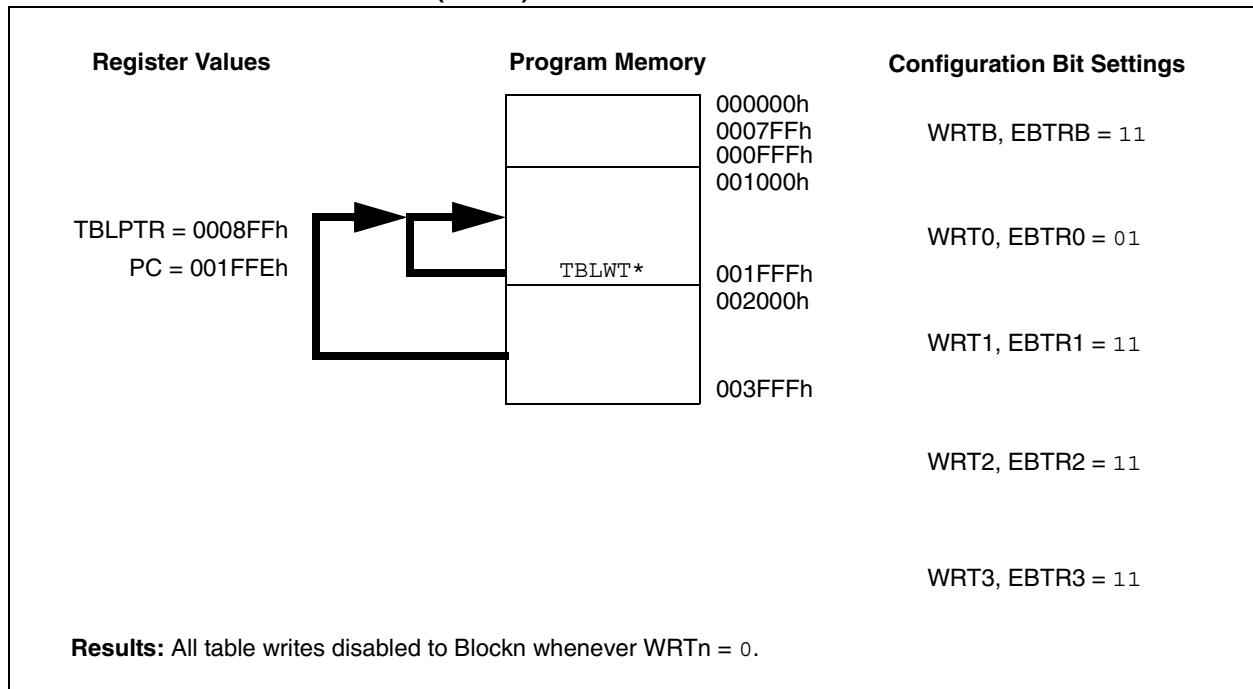 Register Values Program Memory Configuration Bit Settings
000000h
0007FFh WRTB, EBTRB = 11
000FFFh
001000h
TBLPTR = 0008FFh WRT0, EBTR0 = 01
PC = 001FFEh TBLWT* 001FFFh
002000h
WRT1, EBTR1 = 11
003FFFh
WRT2, EBTR2 = 11
WRT3, EBTR3 = 11
Results: All table writes disabled to Blockn whenever WRTn = 0.